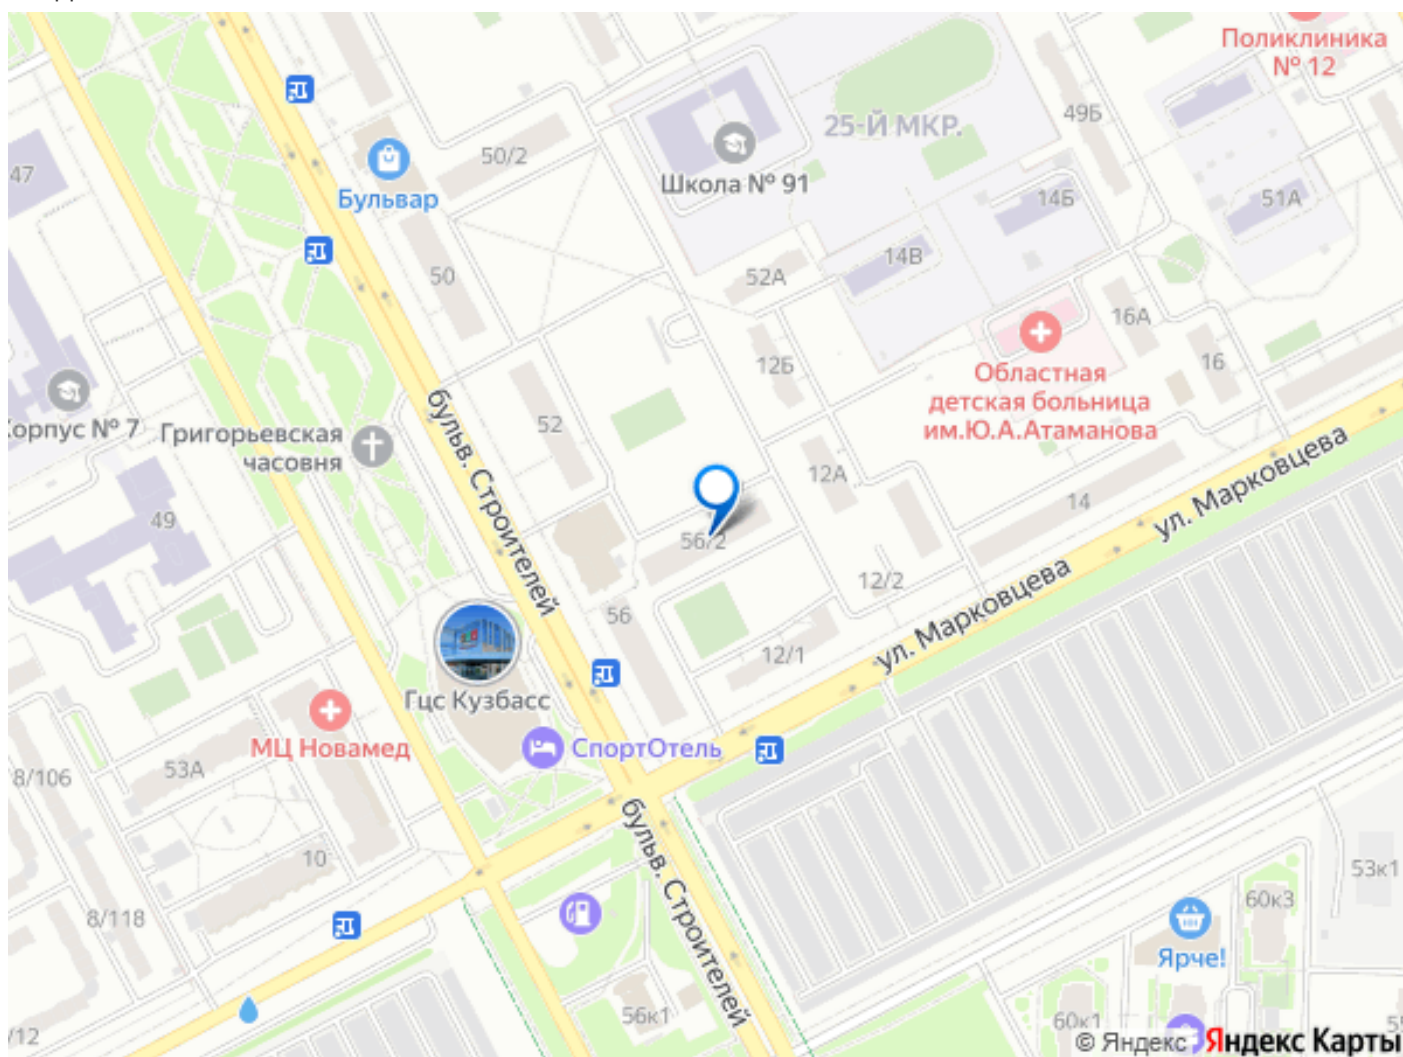 Поликлиника
№ 12
49Б
25-Й МКР.
50/2
Школа № 91
47
Бульвар
14Б
51А
14В
50
52А
16А
12Б
16
Областная
детская больница
им.Ю.А.Атаманова
Корпус № 7
Григорьевская
часовня
52
бульв. Строителей
12А
ул. Марковцева
14
49
56/2
12/2
ул. Марковцева
56
12/1
Гцс Кузбасс
МЦ Новамед
СпортОтель
53А
8/106
10
бульв. Строителей
53к1
60к3
8/118
Ярче!
56к1
60к1
/12
© Яндекс Яндекс Карты